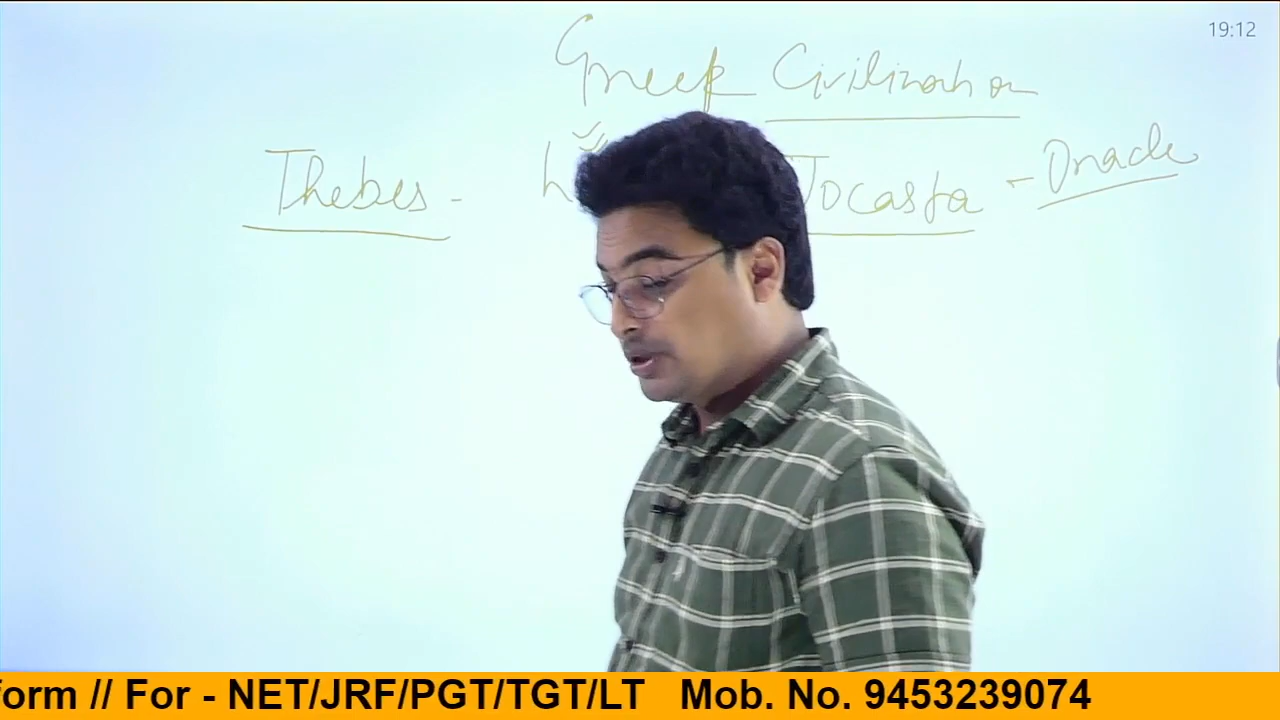 19:12
Greek Civilization
Thebes - Jocasta - Oracle
form // For - NET/JRF/PGT/TGT/LT Mob. No. 9453239074